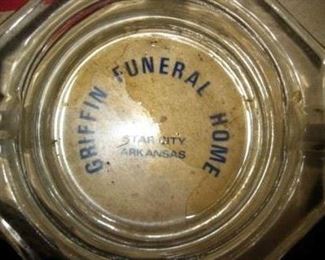 GRIFFIN FUNERAL HOME
STAR CITY
ARKANSAS